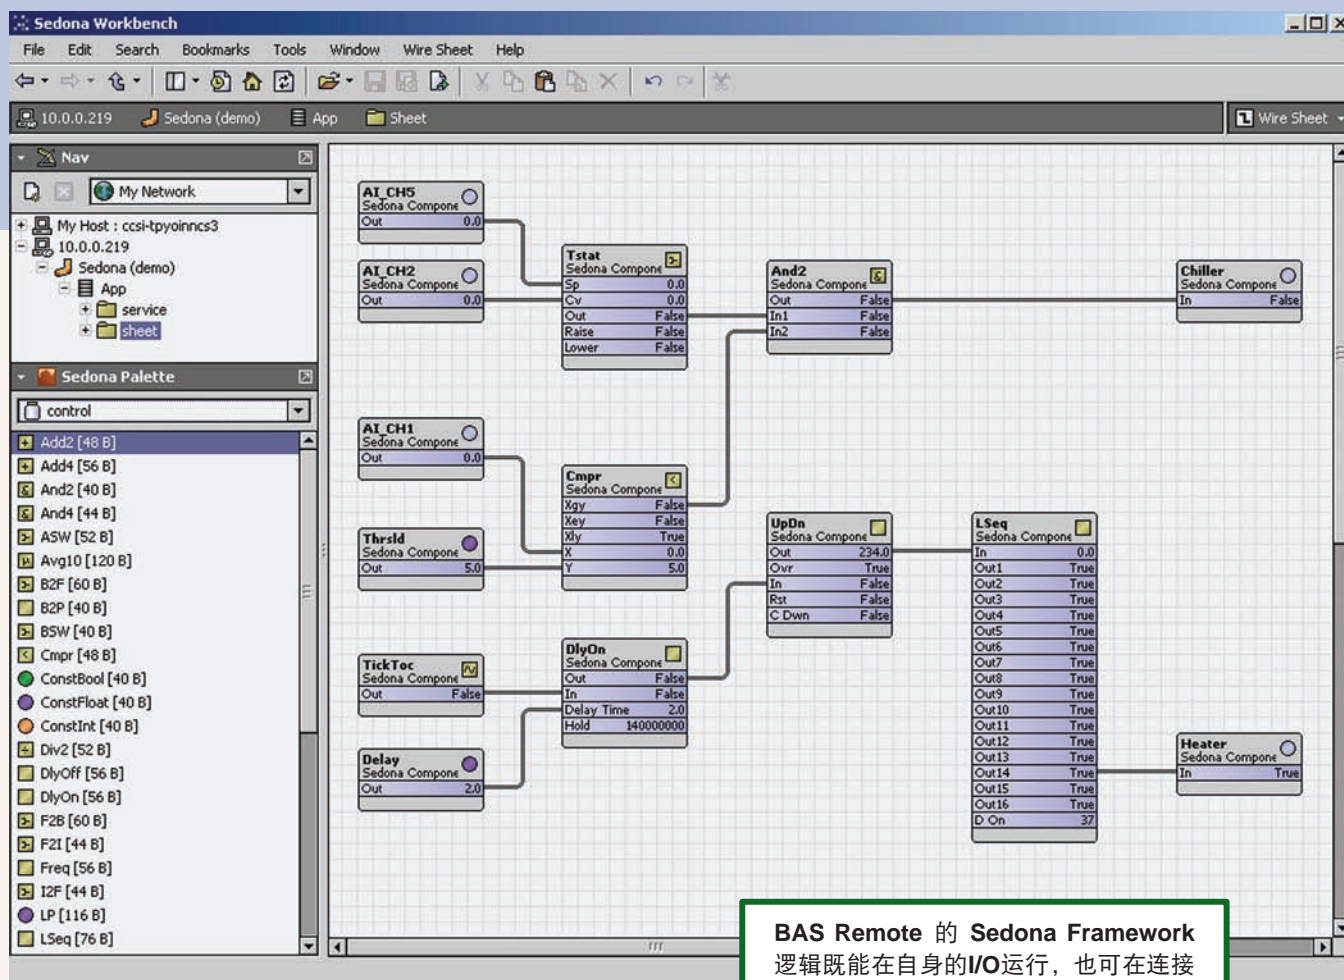 Sedona Workbench
File Edit Search Bookmarks Tools Window Wire Sheet Help
10.0.0.219 Sedona (demo) App Sheet Wire Sheet
Nav
My Network
My Host : ccsi-tpyoinncs3
10.0.0.219
Sedona (demo)
App
service
sheet
Sedona Palette
control
Add2 [48 B]
Add4 [56 B]
And2 [40 B]
And4 [44 B]
ASW [52 B]
Avg10 [120 B]
B2F [60 B]
B2P [40 B]
BSW [40 B]
Cmpr [48 B]
ConstBool [40 B]
ConstFloat [40 B]
ConstInt [40 B]
Div2 [52 B]
DlyOff [56 B]
DlyOn [56 B]
F2B [60 B]
F2I [44 B]
Freq [56 B]
I2F [44 B]
LP [116 B]
LSeq [76 B]
AI_CH5
Sedona Compone
Out 0.0
AI_CH2
Sedona Compone
Out 0.0
Tstat
Sedona Compone
Sp 0.0
Cv 0.0
Out False
Raise False
Lower False
And2
Sedona Compone
Out False
In1 False
In2 False
Chiller
Sedona Compone
In False
AI_CH1
Sedona Compone
Out 0.0
Thrsld
Sedona Compone
Out 5.0
Cmpr
Sedona Compone
Xgy False
Xey False
Xly True
X 0.0
Y 5.0
UpDn
Sedona Compone
Out 234.0
Ovr True
In False
Rst False
C Dwn False
LSeq
Sedona Compone
In 0.0
Out1 True
Out2 True
Out3 True
Out4 True
Out5 True
Out6 True
Out7 True
Out8 True
Out9 True
Out10 True
Out11 True
Out12 True
Out13 True
Out14 True
Out15 True
Out16 True
D On 37
TickToc
Sedona Compone
Out False
Delay
Sedona Compone
Out 2.0
DlyOn
Sedona Compone
Out False
In False
Delay Time 2.0
Hold 140000000
Heater
Sedona Compone
In True
BAS Remote 的 Sedona Framework
逻辑既能在自身的I/O运行，也可在连接